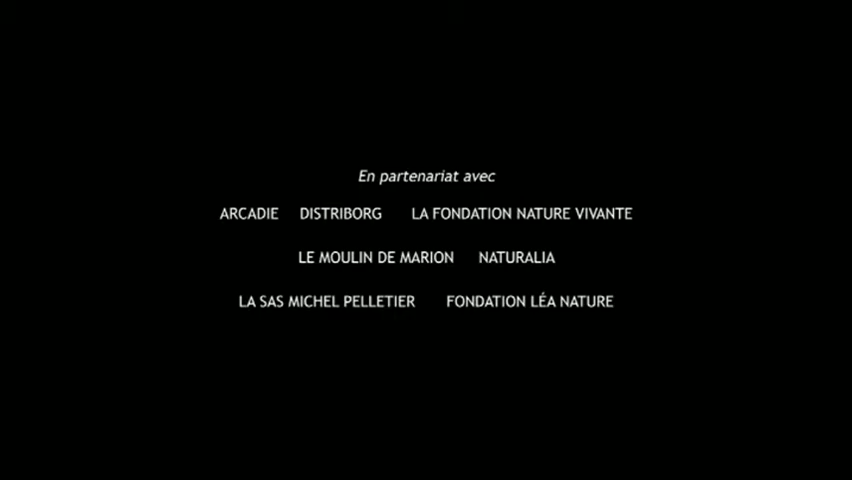 En partenariat avec
ARCADIE DISTRIBORG LA FONDATION NATURE VIVANTE
LE MOULIN DE MARION NATURALIA
LA SAS MICHEL PELLETIER FONDATION LÉA NATURE